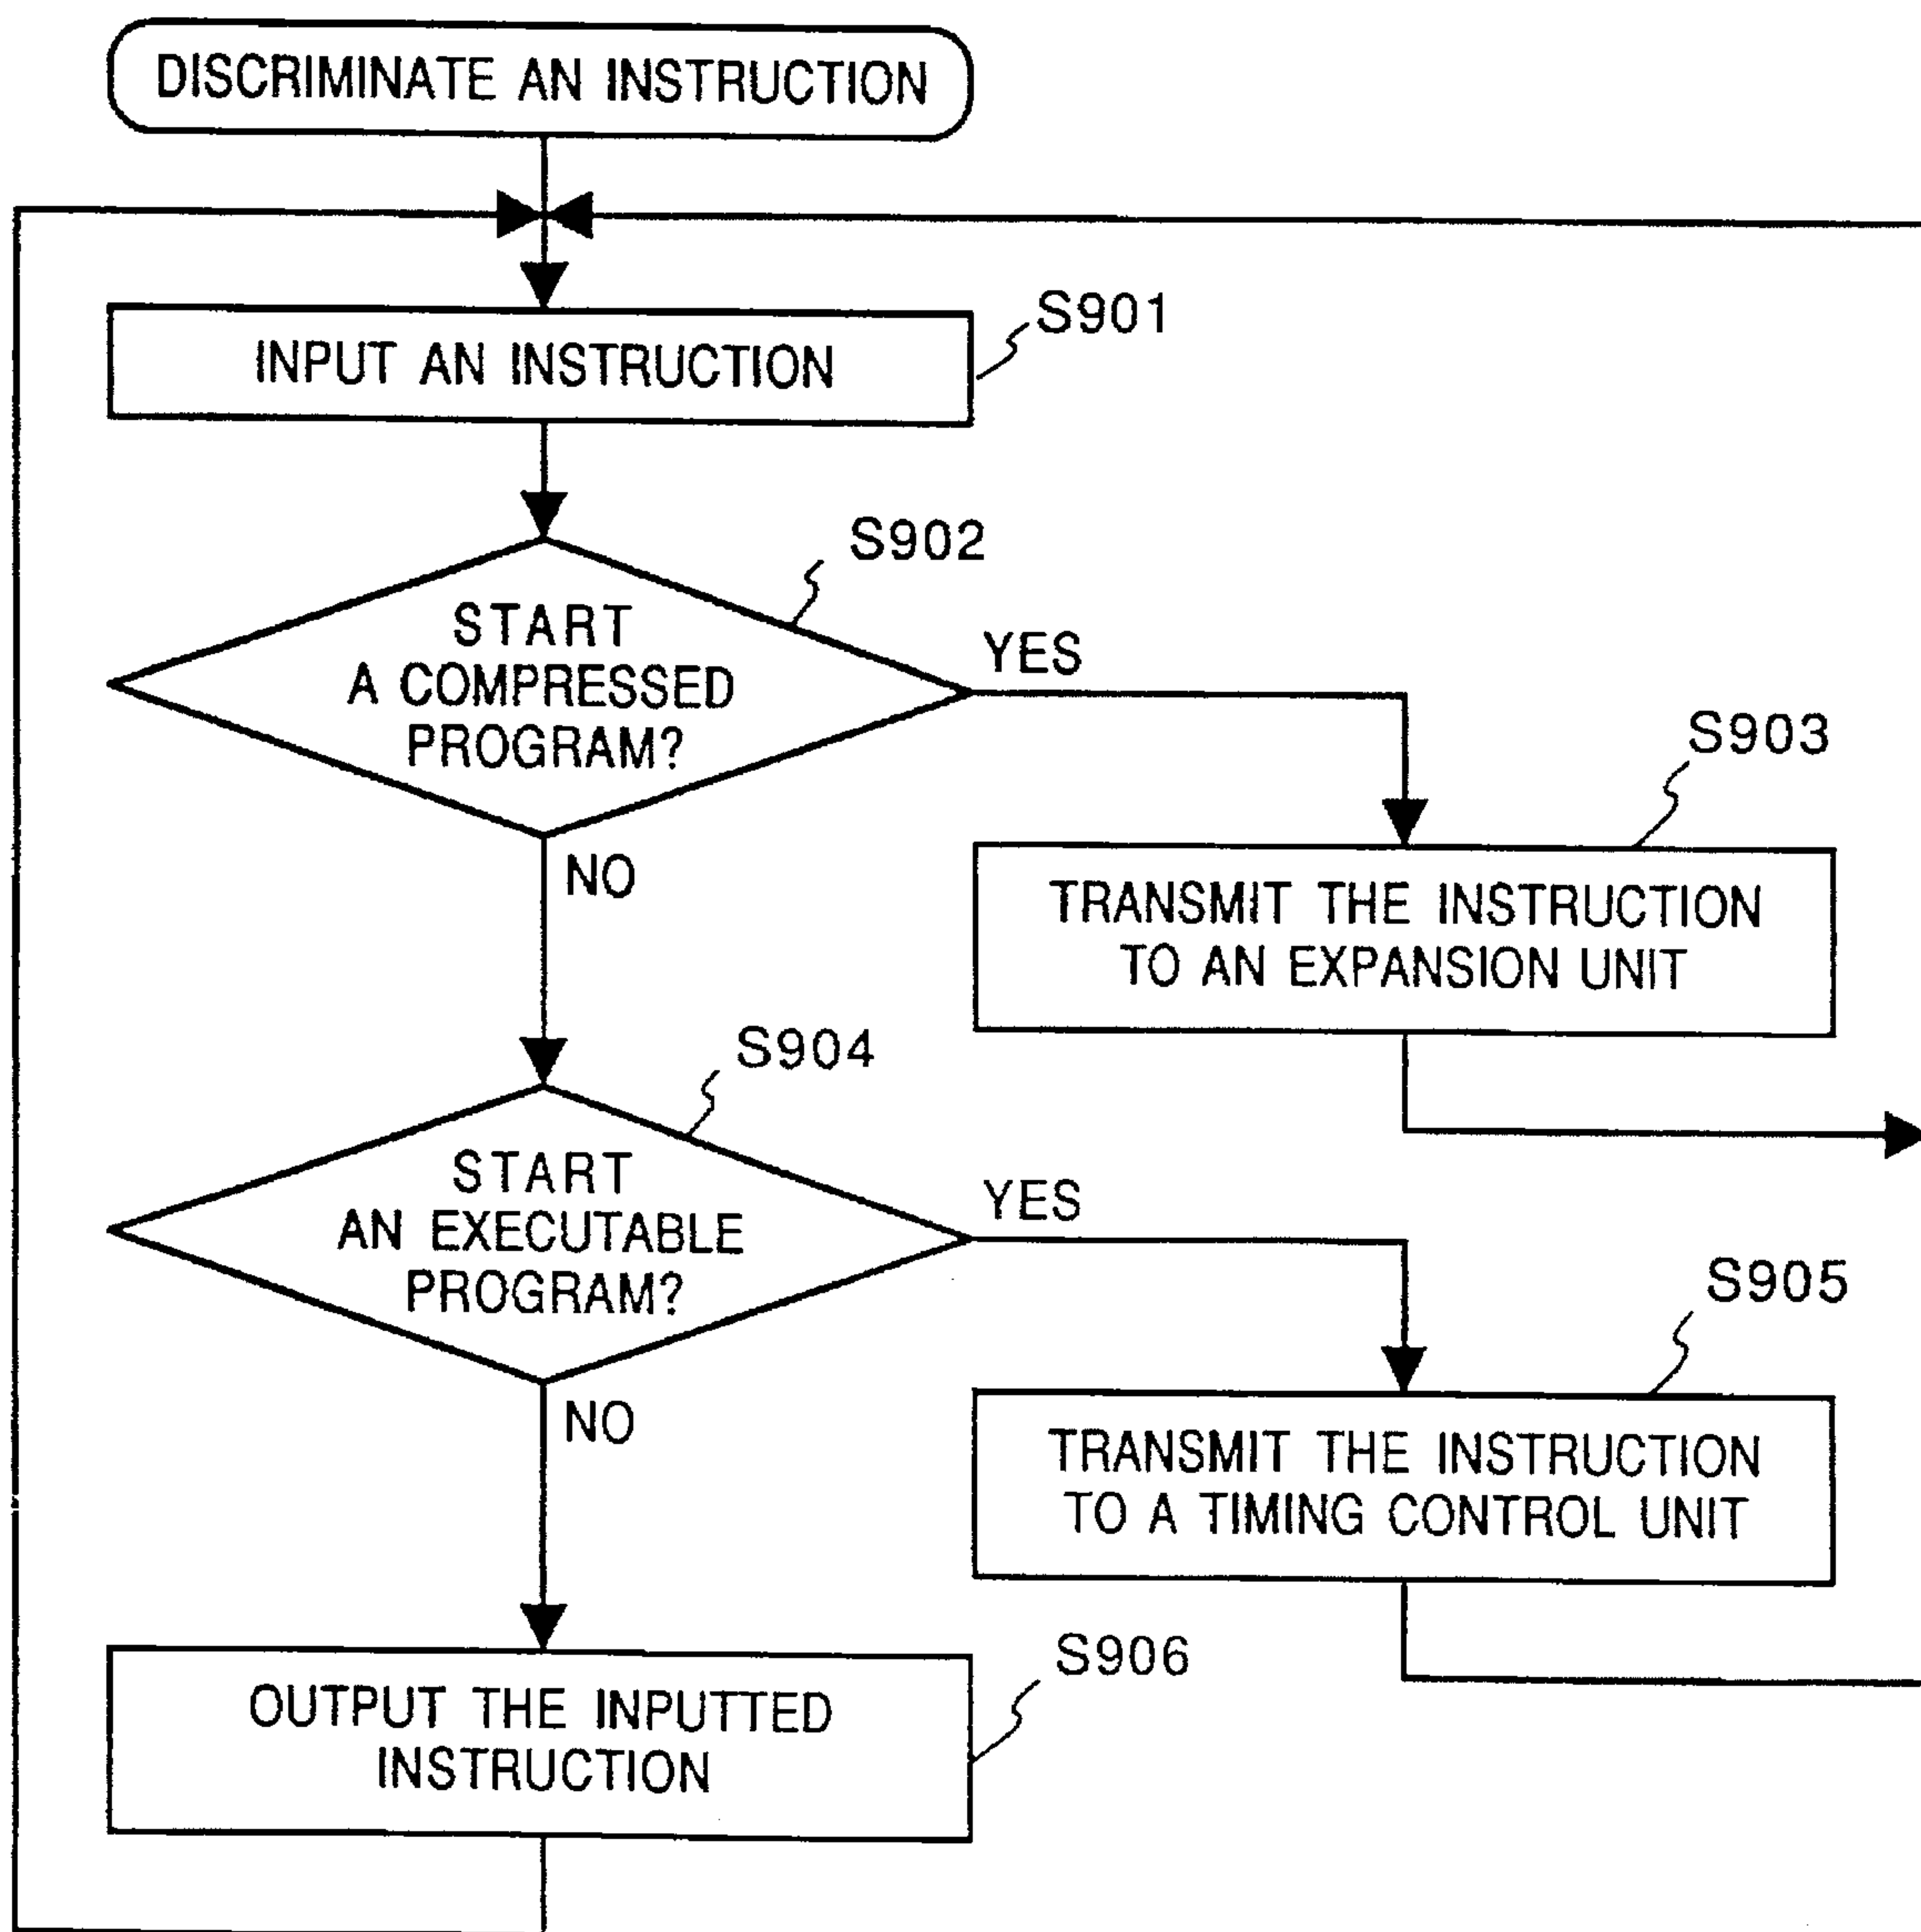 DISCRIMINATE AN INSTRUCTION
S901
INPUT AN INSTRUCTION
S902
START
A COMPRESSED
PROGRAM?
YES
NO
S903
TRANSMIT THE INSTRUCTION
TO AN EXPANSION UNIT
S904
START
AN EXECUTABLE
PROGRAM?
YES
NO
S905
TRANSMIT THE INSTRUCTION
TO A TIMING CONTROL UNIT
S906
OUTPUT THE INPUTTED
INSTRUCTION